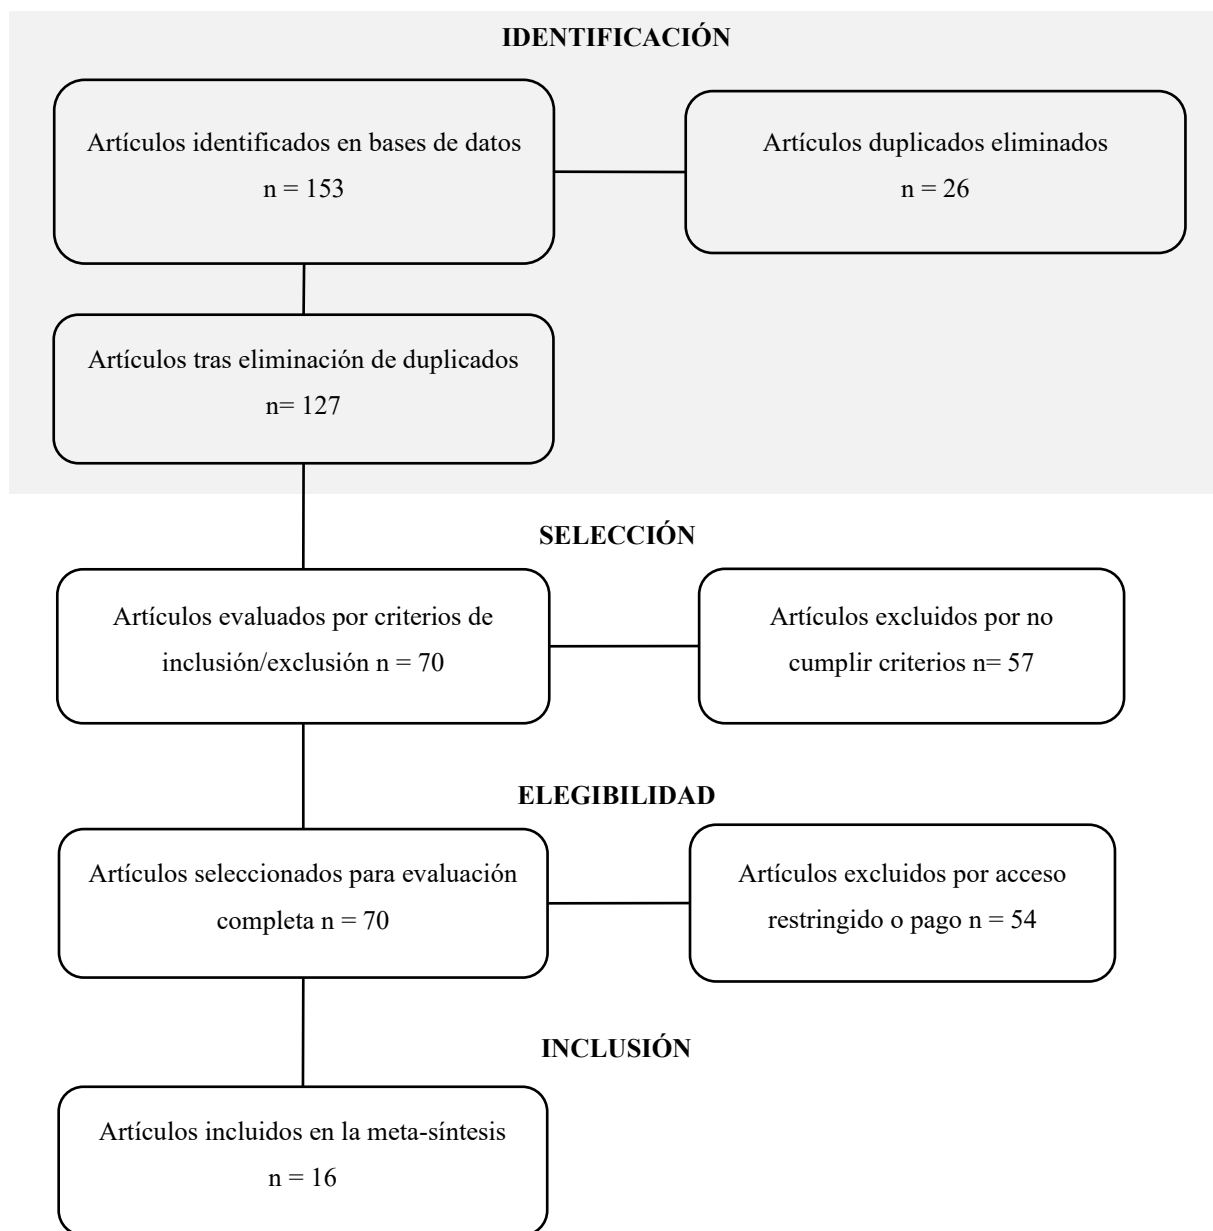 IDENTIFICACIÓN
Artículos identificados en bases de datos
n = 153
Artículos duplicados eliminados
n = 26
Artículos tras eliminación de duplicados
n= 127
SELECCIÓN
Artículos evaluados por criterios de
inclusión/exclusión n = 70
Artículos excluidos por no
cumplir criterios n= 57
ELEGIBILIDAD
Artículos seleccionados para evaluación
completa n = 70
Artículos excluidos por acceso
restringido o pago n = 54
INCLUSIÓN
Artículos incluidos en la meta-síntesis
n = 16